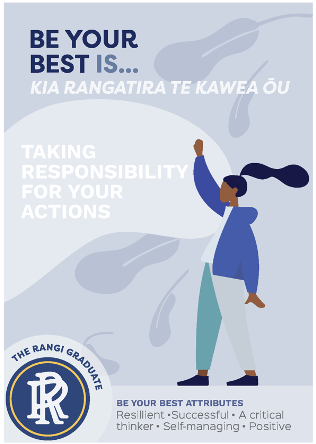 BE YOUR
BEST IS...
KIA RANGATIRA TE KAWEA ŌU
TAKING
RESPONSIBILITY
FOR YOUR
ACTIONS
THE RANGI GRADUATE
R
BE YOUR BEST ATTRIBUTES
Resillient •Successful • A critical
thinker • Self-managing • Positive